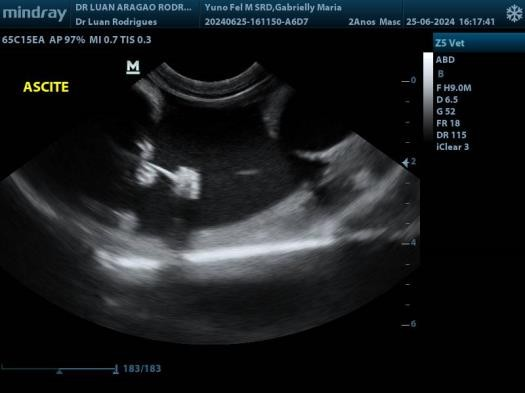 mindray
DR LUAN ARAGAO RODR... Yuno Fel M SRD,Gabrielly Maria
Dr Luan Rodrigues 20240625-161150-A6D7 2Anos Masc 25-06-2024 16:17:41
65C15EA AP 97% MI 0.7 TIS 0.3
Z5 Vet
M
ASCITE
ABD
B
F H9.0M
D 6.5
G 52
FR 18
DR 115
iClear 3
0
2
4
6
183/183